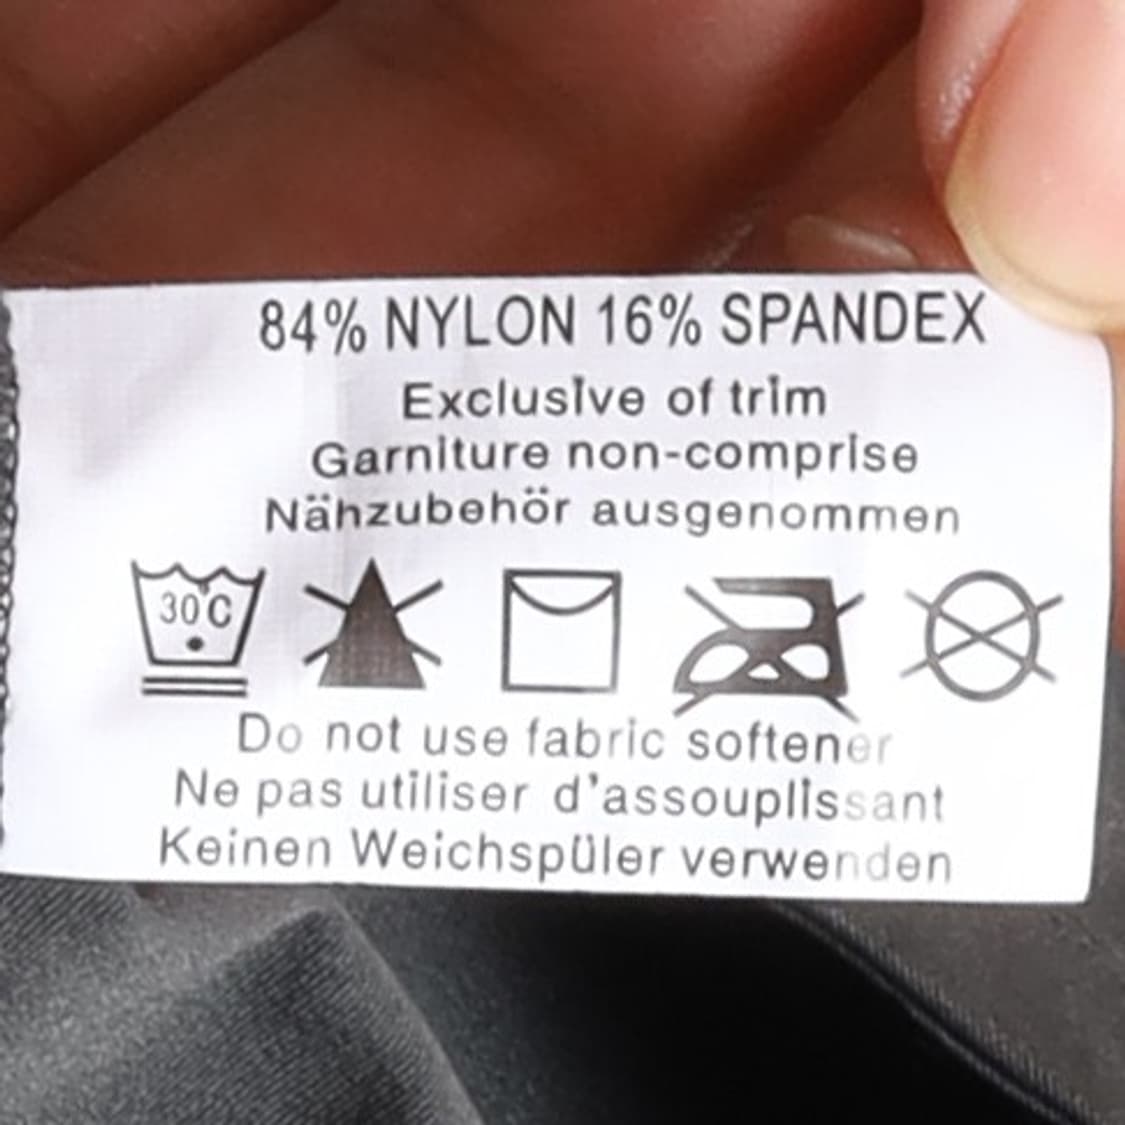 84% NYLON 16% SPANDEX
Exclusive of trim
Garniture non-comprise
Nähzubehör ausgenommen
30°C
Do not use fabric softener
Ne pas utiliser d'assouplissant
Keinen Weichspüler verwenden